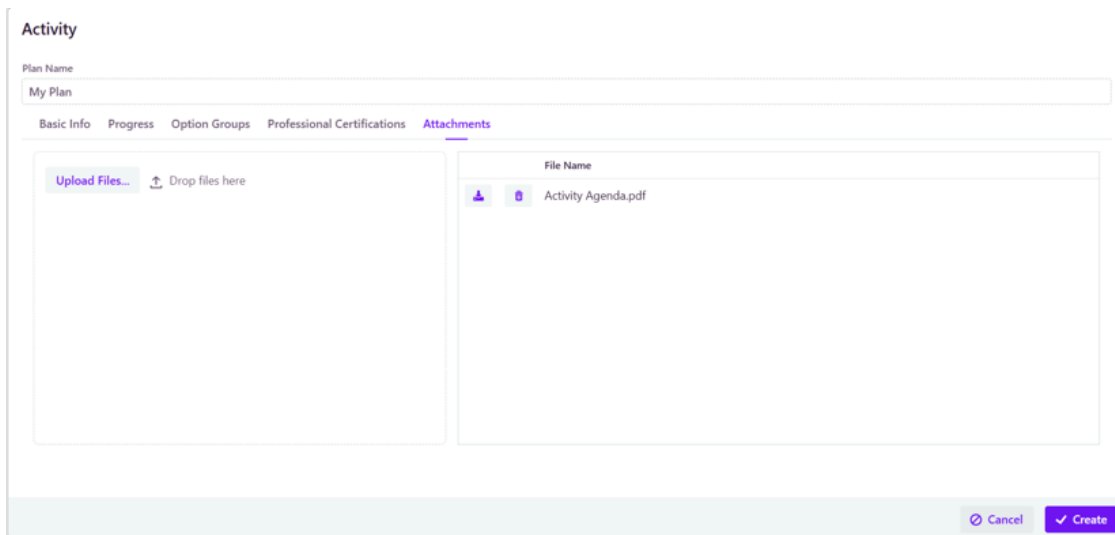 Activity
Plan Name
My Plan
Basic Info Progress Option Groups Professional Certifications Attachments
Upload Files... Drop files here
File Name
Activity Agenda.pdf
Cancel Create